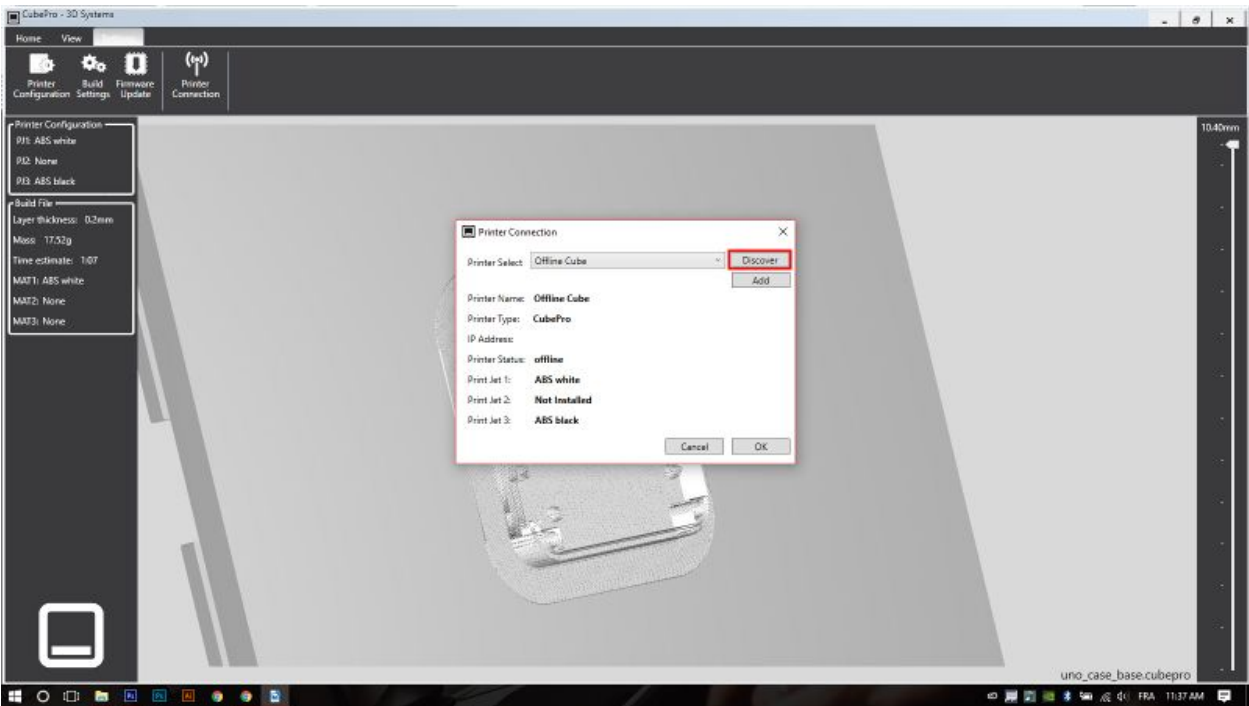 CubePro - 3D Systems
Home View
Printer Configuration
Build Settings
Firmware Update
Printer Connection
Printer Configuration
PJ1: ABS white
PJ2: None
PJ3: ABS black
Build File
Layer thickness: 0.2mm
Mass: 17.52g
Time estimate: 1:07
MAT1: ABS white
MAT2: None
MAT3: None
10.40mm
Printer Connection
Printer Select Offline Cube Discover
Add
Printer Name: Offline Cube
Printer Type: CubePro
IP Address:
Printer Status: offline
Print Jet 1: ABS white
Print Jet 2: Not Installed
Print Jet 3: ABS black
Cancel OK
uno_case_base.cubepro
FRA 11:37 AM